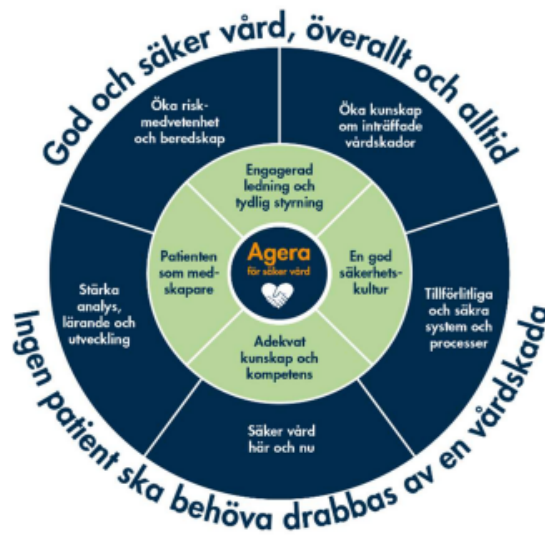 God och säker vård, överallt och alltid
Öka risk-
medvetenhet
och beredskap
Öka kunskap
om inträffade
vårdskador
Engagerad
ledning och
tydlig styrning
Patienten
som med-
skapare
Agera
för säker vård
En god
säkerhets-
kultur
Stärka
analys,
lärande och
utveckling
Tillförlitliga
och säkra
system och
processer
Adekvat
kunskap och
kompetens
Säker vård
här och nu
Ingen patient ska behöva drabbas av en vårdskada